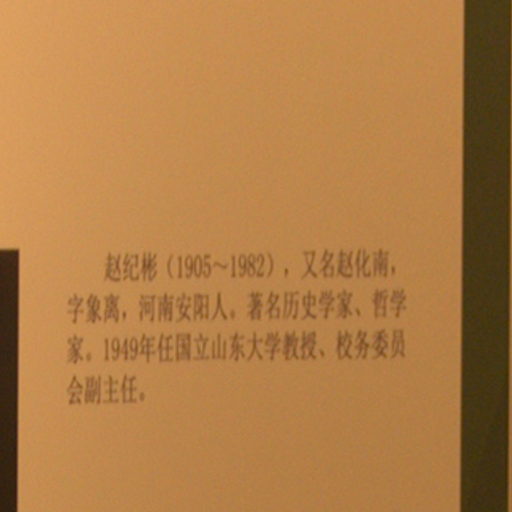 赵纪彬（1905～1982），又名赵化南，
字象离，河南安阳人。著名历史学家、哲学
家。1949年任国立山东大学教授、校务委员
会副主任。